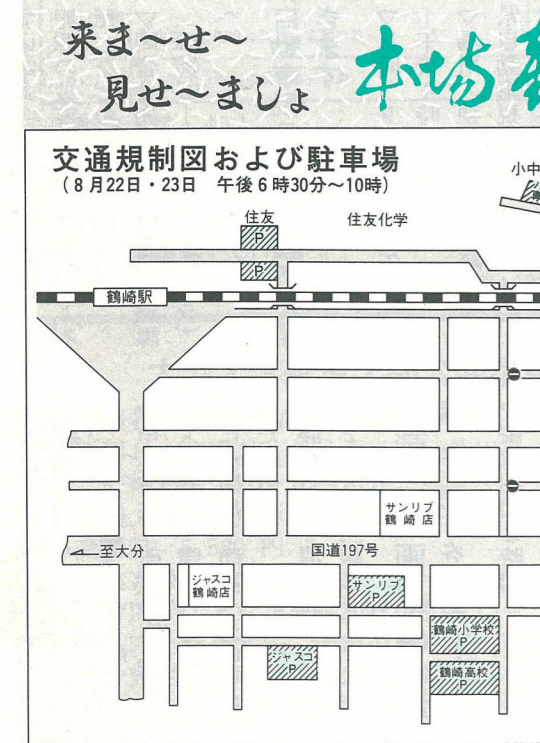 来ま～せ～
見せ～ましょ
本場
交通規制図および駐車場
(8月22日・23日 午後6時30分～10時)
小中
住友
P
P
住友化学
鶴崎駅
サンリブ
鶴崎店
至大分
国道197号
ジャスコ
鶴崎店
サンリブ
P
鶴崎小学校
P
ジャスコ
P
鶴崎高校
P